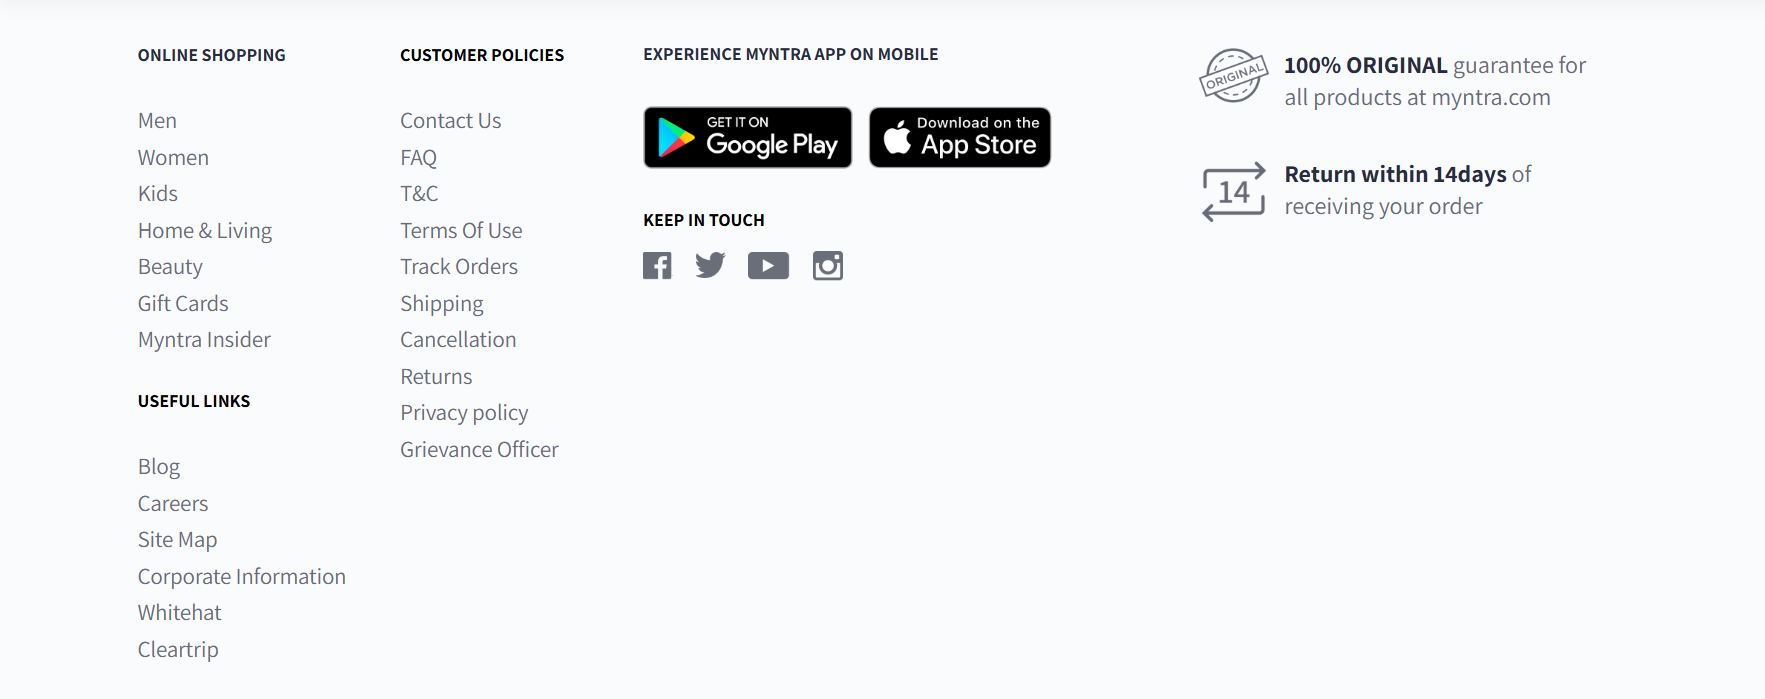 ONLINE SHOPPING
Men
Women
Kids
Home & Living
Beauty
Gift Cards
Myntra Insider
USEFUL LINKS
Blog
Careers
Site Map
Corporate Information
Whitehat
Cleartrip
CUSTOMER POLICIES
Contact Us
FAQ
T&C
Terms Of Use
Track Orders
Shipping
Cancellation
Returns
Privacy policy
Grievance Officer
EXPERIENCE MYNTRA APP ON MOBILE
GET IT ON
Google Play
Download on the
App Store
KEEP IN TOUCH
ORIGINAL
100% ORIGINAL guarantee for
all products at myntra.com
14
Return within 14days of
receiving your order